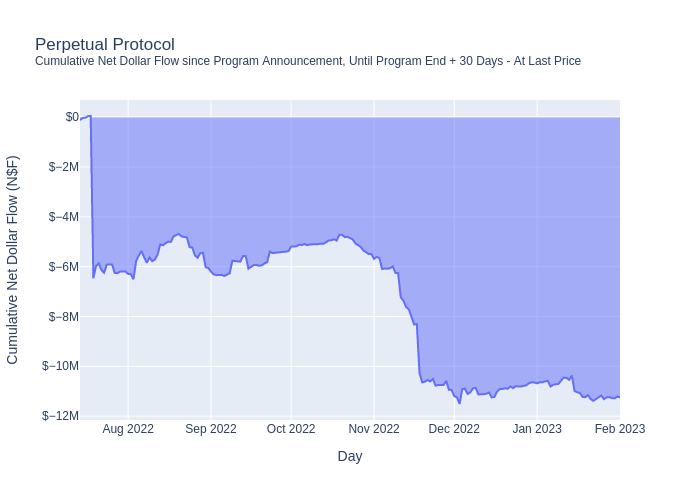 Perpetual Protocol
Cumulative Net Dollar Flow since Program Announcement, Until Program End + 30 Days - At Last Price
Cumulative Net Dollar Flow (N$F)
$0
$−2M
$−4M
$−6M
$−8M
$−10M
$−12M
Aug 2022
Sep 2022
Oct 2022
Nov 2022
Dec 2022
Jan 2023
Feb 2023
Day